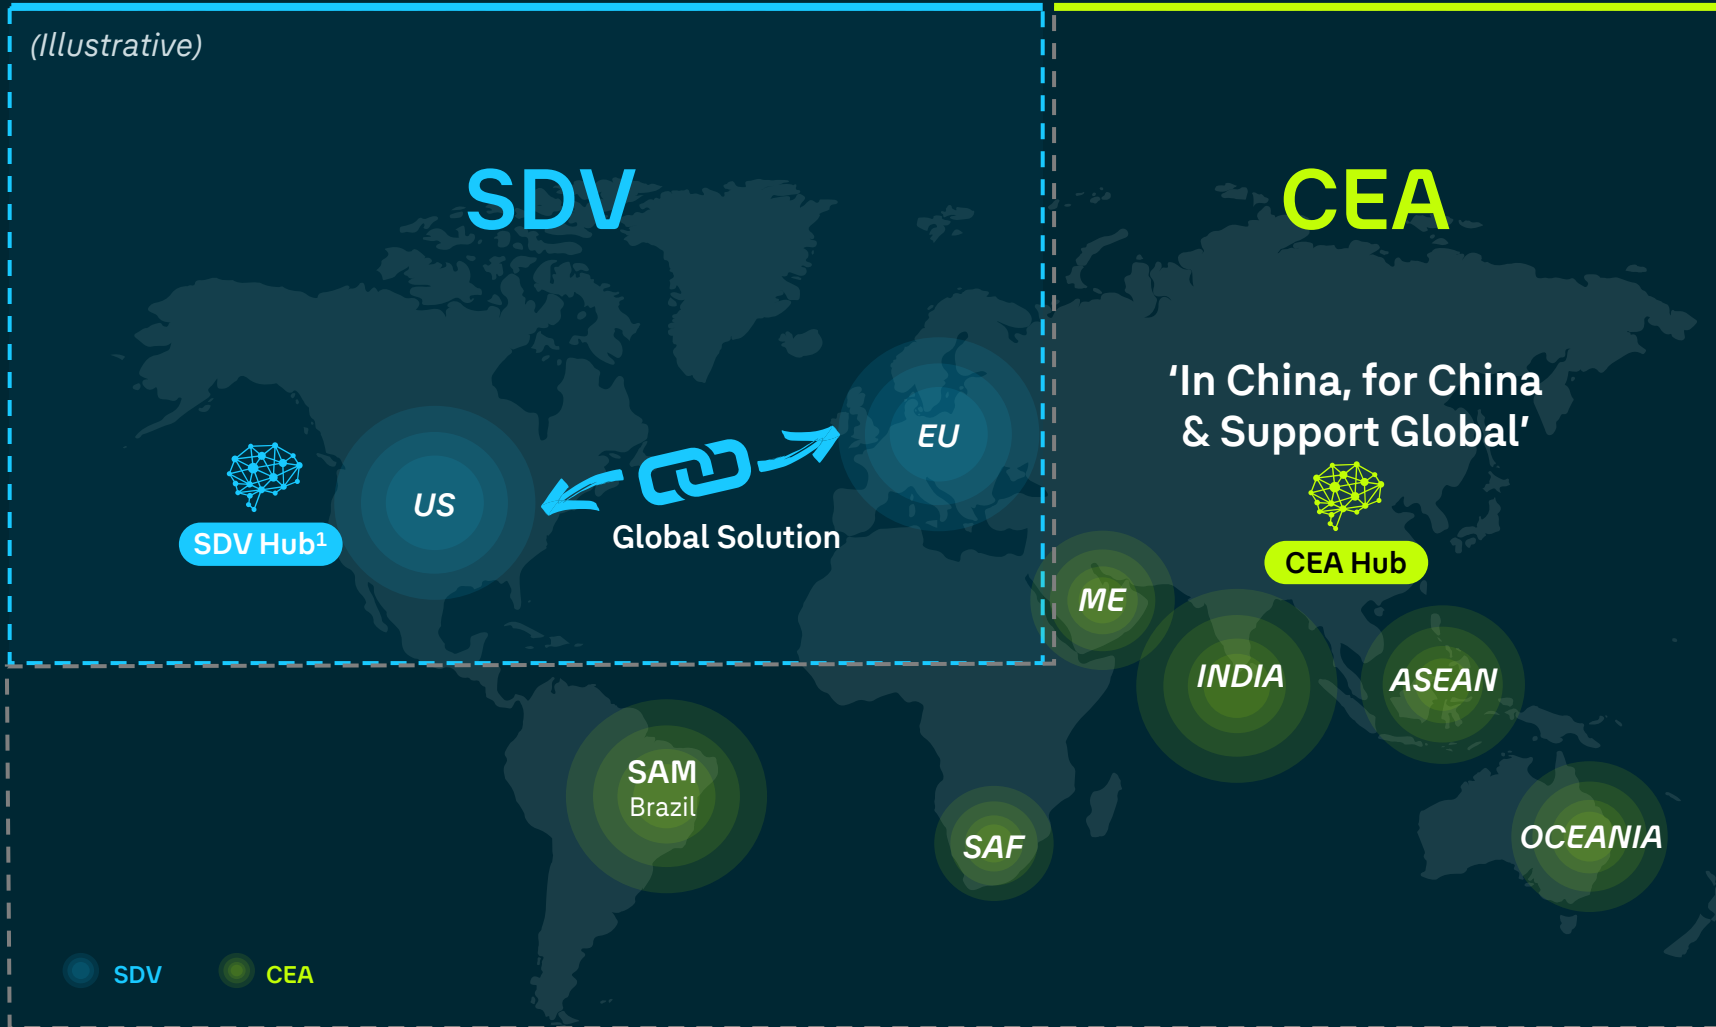 (Illustrative)
SDV
CEA
‘In China, for China
& Support Global’
EU
US
SDV Hub¹
Global Solution
CEA Hub
ME
INDIA
ASEAN
SAM
Brazil
SAF
OCEANIA
SDV
CEA